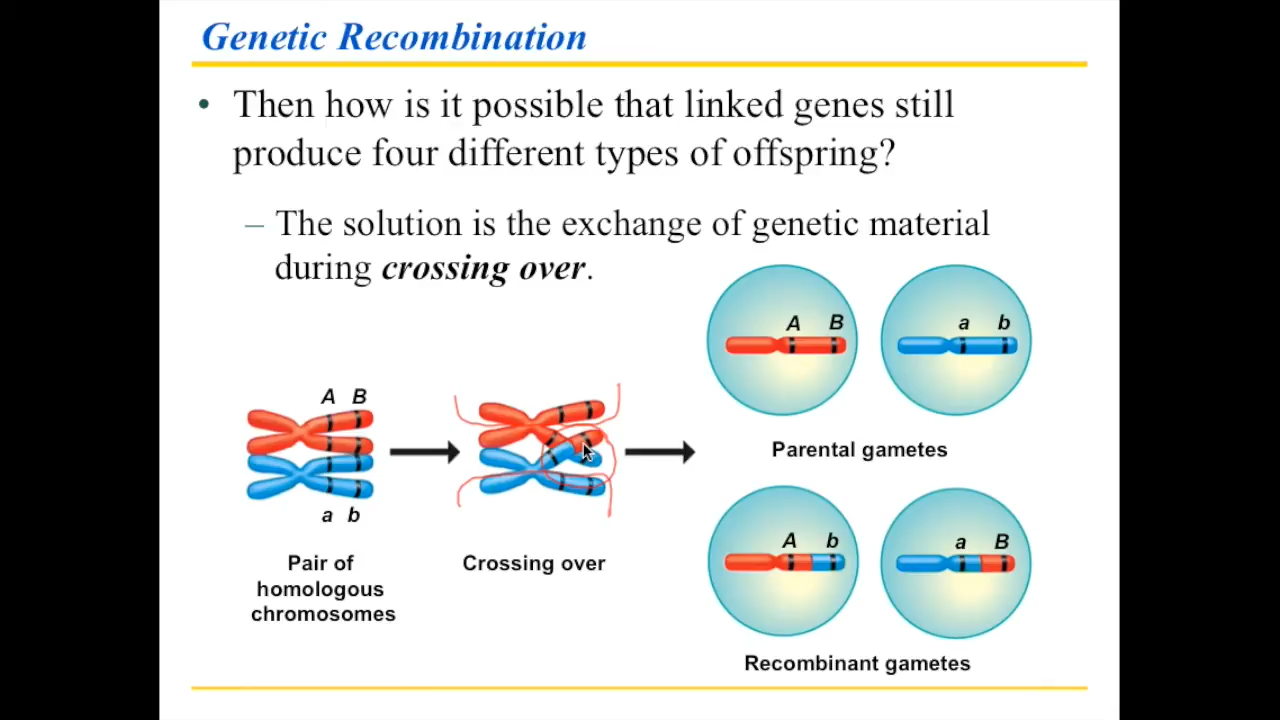 Genetic Recombination
• Then how is it possible that linked genes still
produce four different types of offspring?
– The solution is the exchange of genetic material
during crossing over.
A B
a b
Pair of
homologous
chromosomes
Crossing over
A B
a b
Parental gametes
A b
a B
Recombinant gametes